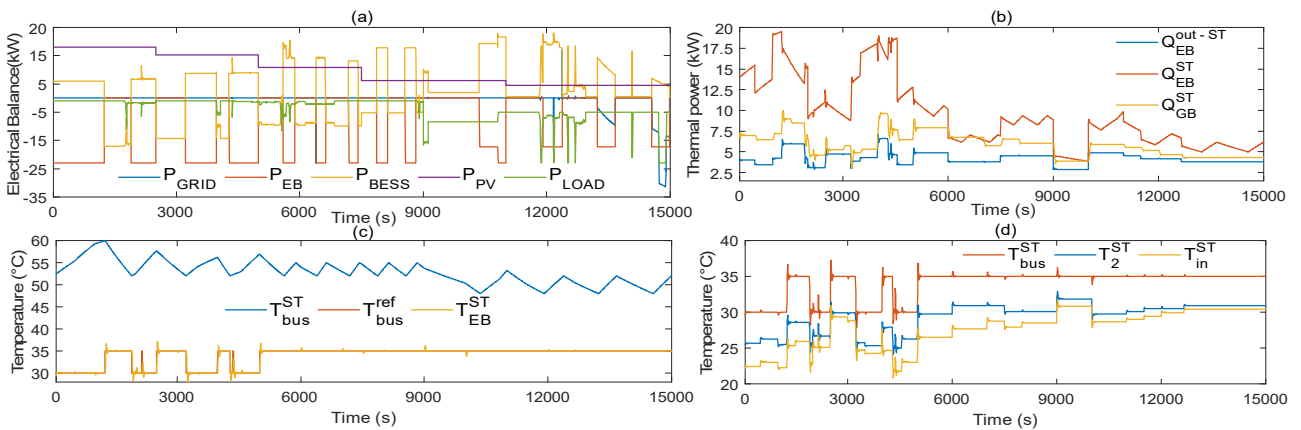 (a)
Electrical Balance(kW)
20
5
-5
-15
-25
-35
P_GRID P_EB P_BESS P_PV P_LOAD
0 3000 6000 9000 12000 15000
Time (s)
(b)
Thermal power (kW)
20
17.5
15
12.5
10
7.5
5
2.5
Q_EB^out - ST
Q_EB^ST
Q_GB^ST
0 3000 6000 9000 12000 15000
Time (s)
(c)
Temperature (°C)
60
55
50
45
40
35
30
T_bus^ST T_bus^ref T_EB^ST
0 3000 6000 9000 12000 15000
Time (s)
(d)
Temperature (°C)
40
35
30
25
20
T_bus^ST T_2^ST T_in^ST
0 3000 6000 9000 12000 15000
Time (s)